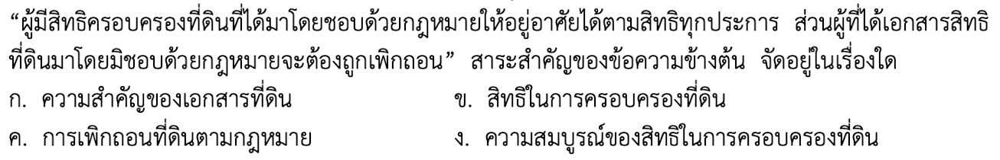 “ผู้มีสิทธิครอบครองที่ดินที่ได้มาโดยชอบด้วยกฎหมายให้อยู่อาศัยได้ตามสิทธิทุกประการ ส่วนผู้ที่ได้เอกสารสิทธิ
ที่ดินมาโดยมิชอบด้วยกฎหมายจะต้องถูกเพิกถอน” สาระสำคัญของข้อความข้างต้น จัดอยู่ในเรื่องใด
ก. ความสำคัญของเอกสารที่ดิน ข. สิทธิในการครอบครองที่ดิน
ค. การเพิกถอนที่ดินตามกฎหมาย ง. ความสมบูรณ์ของสิทธิในการครอบครองที่ดิน